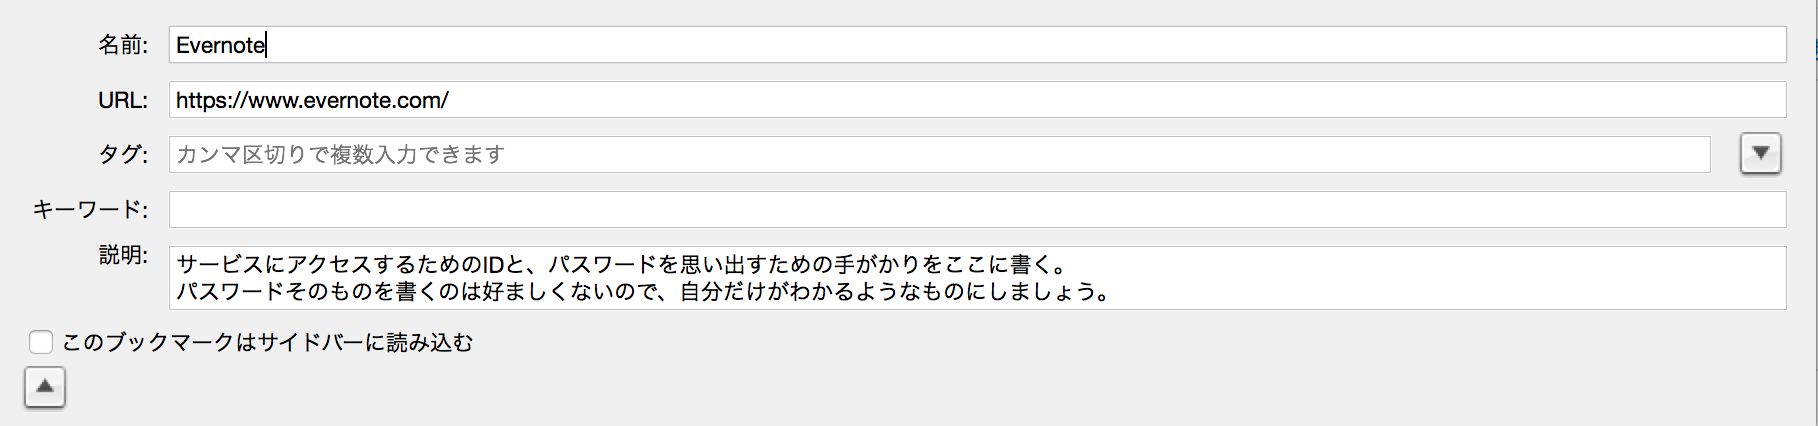 名前: Evernote
URL: https://www.evernote.com/
タグ: カンマ区切りで複数入力できます
キーワード:
説明: サービスにアクセスするためのIDと、パスワードを思い出すための手がかりをここに書く。
パスワードそのものを書くのは好ましくないので、自分だけがわかるようなものにしましょう。
このブックマークはサイドバーに読み込む